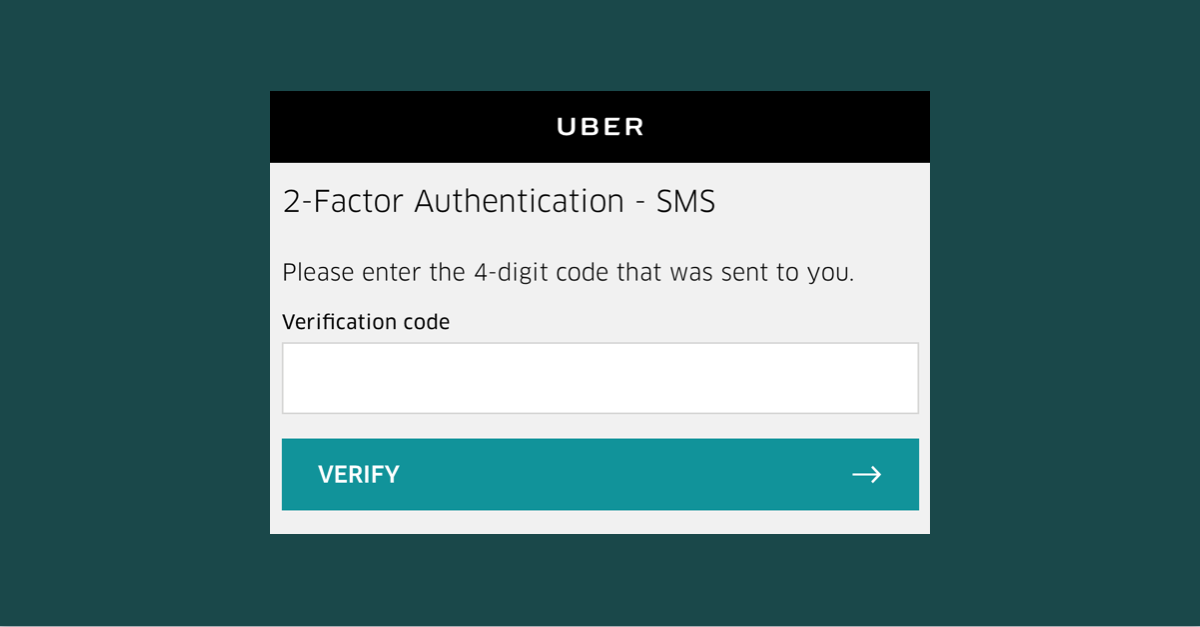 UBER
2-Factor Authentication - SMS
Please enter the 4-digit code that was sent to you.
Verification code
VERIFY